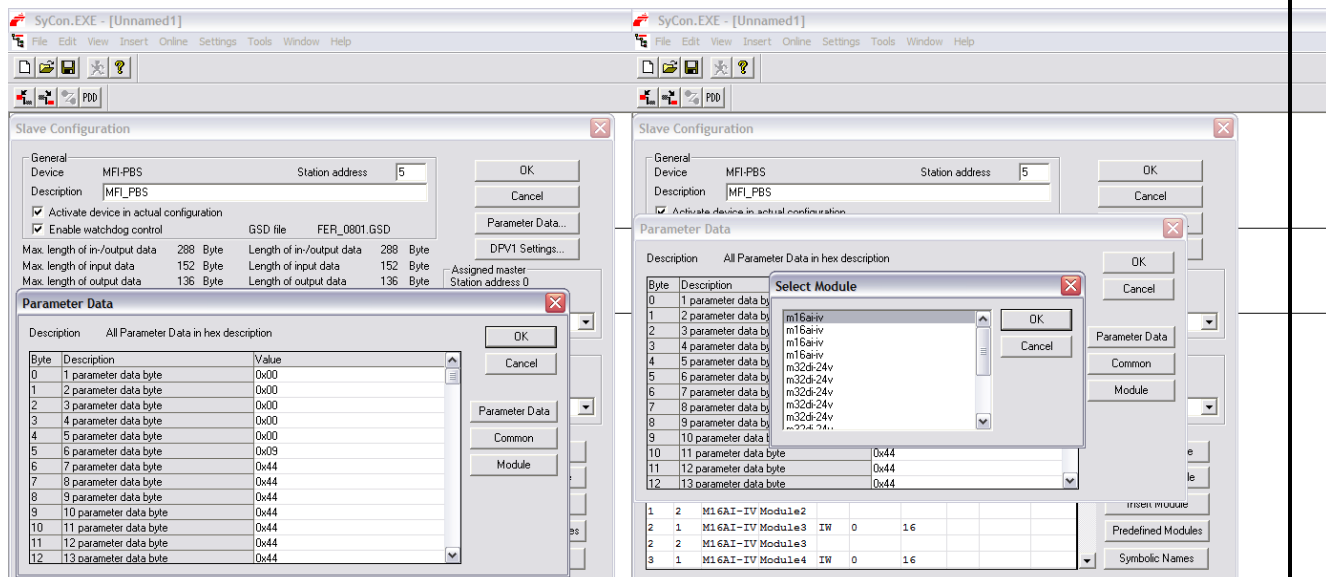 SyCon.EXE - [Unnamed1]
File Edit View Insert Online Settings Tools Window Help
PDD
Slave Configuration
General
Device MFI-PBS Station address 5
Description MFI_PBS
Activate device in actual configuration
Enable watchdog control GSD file FER_0801.GSD
Max. length of in-/output data 288 Byte Length of in-/output data 288 Byte
Max. length of input data 152 Byte Length of input data 152 Byte
Max. length of output data 136 Byte Length of output data 136 Byte
OK
Cancel
Parameter Data...
DPV1 Settings...
Assigned master
Station address 0
Parameter Data
Description All Parameter Data in hex description
Byte Description Value
0 1 parameter data byte 0x00
1 2 parameter data byte 0x00
2 3 parameter data byte 0x00
3 4 parameter data byte 0x00
4 5 parameter data byte 0x00
5 6 parameter data byte 0x09
6 7 parameter data byte 0x44
7 8 parameter data byte 0x44
8 9 parameter data byte 0x44
9 10 parameter data byte 0x44
10 11 parameter data byte 0x44
11 12 parameter data byte 0x44
12 13 parameter data byte 0x44
OK
Cancel
Parameter Data
Common
Module
es
SyCon.EXE - [Unnamed1]
File Edit View Insert Online Settings Tools Window Help
PDD
Slave Configuration
General
Device MFI-PBS Station address 5
Description MFI_PBS
Activate device in actual configuration
OK
Cancel
Parameter Data
Description All Parameter Data in hex description
Byte Description
0 1 parameter data by
1 2 parameter data by
2 3 parameter data by
3 4 parameter data by
4 5 parameter data by
5 6 parameter data by
6 7 parameter data by
7 8 parameter data by
8 9 parameter data by
9 10 parameter data b
10 11 parameter data byte 0x44
11 12 parameter data byte 0x44
12 13 parameter data byte 0x44
OK
Cancel
Parameter Data
Common
Module
Select Module
m16ai-iv
m16ai-iv
m16ai-iv
m16ai-iv
m32di-24v
m32di-24v
m32di-24v
m32di-24v
m32di-24v
m32di-24v
OK
Cancel
e
le
1 2 M16AI-IV Module2
2 1 M16AI-IV Module3 IW 0 16
2 2 M16AI-IV Module3
3 1 M16AI-IV Module4 IW 0 16
Insert Module
Predefined Modules
Symbolic Names